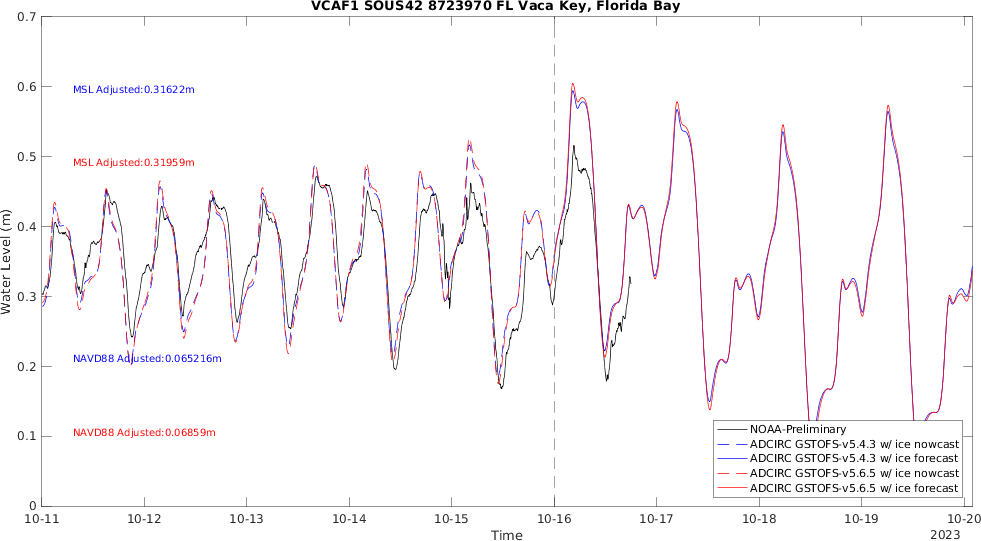 VCAF1 SOUS42 8723970 FL Vaca Key, Florida Bay
0.7
0.6
0.5
0.4
0.3
0.2
0.1
0
Water Level (m)
MSL Adjusted:0.31622m
MSL Adjusted:0.31959m
NAVD88 Adjusted:0.065216m
NAVD88 Adjusted:0.06859m
NOAA-Preliminary
ADCIRC GSTOFS-v5.4.3 w/ ice nowcast
ADCIRC GSTOFS-v5.4.3 w/ ice forecast
ADCIRC GSTOFS-v5.6.5 w/ ice nowcast
ADCIRC GSTOFS-v5.6.5 w/ ice forecast
10-11 10-12 10-13 10-14 10-15 10-16 10-17 10-18 10-19 10-20
Time
2023